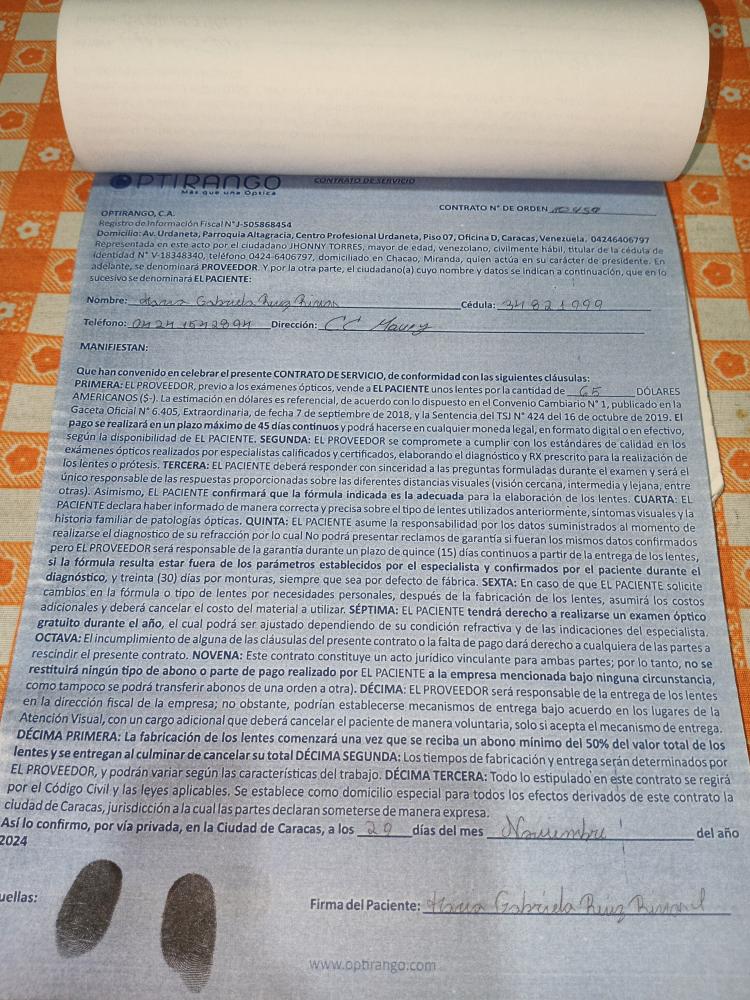 OPTIRANGO CONTRATO DE SERVICIO
Más que una Óptica
CONTRATO N° DE ORDEN 10459
OPTIRANGO, C.A.
Registro de Información Fiscal N°J-505868454
Domicilio: Av. Urdaneta, Parroquia Altagracia, Centro Profesional Urdaneta, Piso 07, Oficina D, Caracas, Venezuela. 04246406797
Representada en este acto por el ciudadano JHONNY TORRES, mayor de edad, venezolano, civilmente hábil, titular de la cédula de
identidad N° V-18348340, teléfono 0424-6406797, domiciliado en Chacao, Miranda, quien actúa en su carácter de presidente. En
adelante, se denominará PROVEEDOR. Y por la otra parte, el ciudadano(a) cuyo nombre y datos se indican a continuación, que en lo
sucesivo se denominará EL PACIENTE:
Nombre: Gabriela Ruiz Cédula: 34821999
Teléfono: Dirección: CC
MANIFIESTAN:
Que han convenido en celebrar el presente CONTRATO DE SERVICIO, de conformidad con las siguientes cláusulas:
PRIMERA: EL PROVEEDOR, previo a los exámenes ópticos, vende a EL PACIENTE unos lentes por la cantidad de 65 DÓLARES
AMERICANOS ($-). La estimación en dólares es referencial, de acuerdo con lo dispuesto en el Convenio Cambiario N° 1, publicado en la
Gaceta Oficial N° 6.405, Extraordinaria, de fecha 7 de septiembre de 2018, y la Sentencia del TSJ N° 424 del 16 de octubre de 2019. El
pago se realizará en un plazo máximo de 45 días continuos y podrá hacerse en cualquier moneda legal, en formato digital o en efectivo,
según la disponibilidad de EL PACIENTE. SEGUNDA: EL PROVEEDOR se compromete a cumplir con los estándares de calidad en los
exámenes ópticos realizados por especialistas calificados y certificados, elaborando el diagnóstico y RX prescrito para la realización de
los lentes o prótesis. TERCERA: EL PACIENTE deberá responder con sinceridad a las preguntas formuladas durante el examen y será el
único responsable de las respuestas proporcionadas sobre las diferentes distancias visuales (visión cercana, intermedia y lejana, entre
otras). Asimismo, EL PACIENTE confirmará que la fórmula indicada es la adecuada para la elaboración de los lentes. CUARTA: EL
PACIENTE declara haber informado de manera correcta y precisa sobre el tipo de lentes utilizados anteriormente, síntomas visuales y la
historia familiar de patologías ópticas. QUINTA: EL PACIENTE asume la responsabilidad por los datos suministrados al momento de
realizarse el diagnostico de su refracción por lo cual No podrá presentar reclamos de garantía si fueran los mismos datos confirmados
pero EL PROVEEDOR será responsable de la garantía durante un plazo de quince (15) días continuos a partir de la entrega de los lentes,
si la fórmula resulta estar fuera de los parámetros establecidos por el especialista y confirmados por el paciente durante el
diagnóstico, y treinta (30) días por monturas, siempre que sea por defecto de fábrica. SEXTA: En caso de que EL PACIENTE solicite
cambios en la fórmula o tipo de lentes por necesidades personales, después de la fabricación de los lentes, asumirá los costos
adicionales y deberá cancelar el costo del material a utilizar. SÉPTIMA: EL PACIENTE tendrá derecho a realizarse un examen óptico
gratuito durante el año, el cual podrá ser ajustado dependiendo de su condición refractiva y de las indicaciones del especialista.
OCTAVA: El incumplimiento de alguna de las cláusulas del presente contrato o la falta de pago dará derecho a cualquiera de las partes a
rescindir el presente contrato. NOVENA: Este contrato constituye un acto jurídico vinculante para ambas partes; por lo tanto, no se
restituirá ningún tipo de abono o parte de pago realizado por EL PACIENTE a la empresa mencionada bajo ninguna circunstancia,
como tampoco se podrá transferir abonos de una orden a otra). DÉCIMA: EL PROVEEDOR será responsable de la entrega de los lentes
en la dirección fiscal de la empresa; no obstante, podrían establecerse mecanismos de entrega bajo acuerdo en los lugares de la
Atención Visual, con un cargo adicional que deberá cancelar el paciente de manera voluntaria, solo si acepta el mecanismo de entrega.
DÉCIMA PRIMERA: La fabricación de los lentes comenzará una vez que se reciba un abono mínimo del 50% del valor total de los
lentes y se entregan al culminar de cancelar su total DÉCIMA SEGUNDA: Los tiempos de fabricación y entrega serán determinados por
EL PROVEEDOR, y podrán variar según las características del trabajo. DÉCIMA TERCERA: Todo lo estipulado en este contrato se regirá
por el Código Civil y las leyes aplicables. Se establece como domicilio especial para todos los efectos derivados de este contrato la
ciudad de Caracas, jurisdicción a la cual las partes declaran someterse de manera expresa.
Así lo confirmo, por vía privada, en la Ciudad de Caracas, a los 29 días del mes Noviembre del año
2024
uellas:
Firma del Paciente: Gabriela Ruiz
www.optirango.com